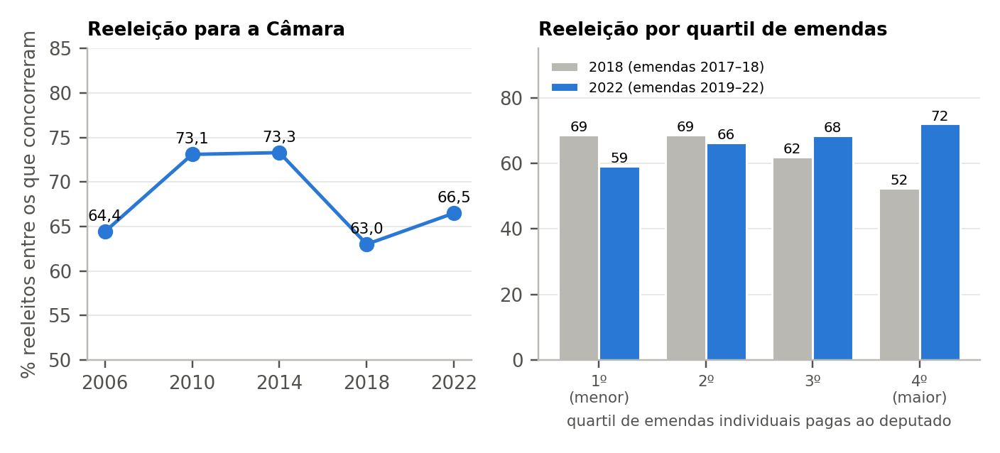 Reeleição para a Câmara
% reeleitos entre os que concorreram
85
80
75
70
65
60
55
50
64,4
73,1
73,3
63,0
66,5
2006 2010 2014 2018 2022
Reeleição por quartil de emendas
2018 (emendas 2017–18)
2022 (emendas 2019–22)
80
60
40
20
0
69 59 69 66 62 68 52 72
1º 2º 3º 4º
(menor) (maior)
quartil de emendas individuais pagas ao deputado